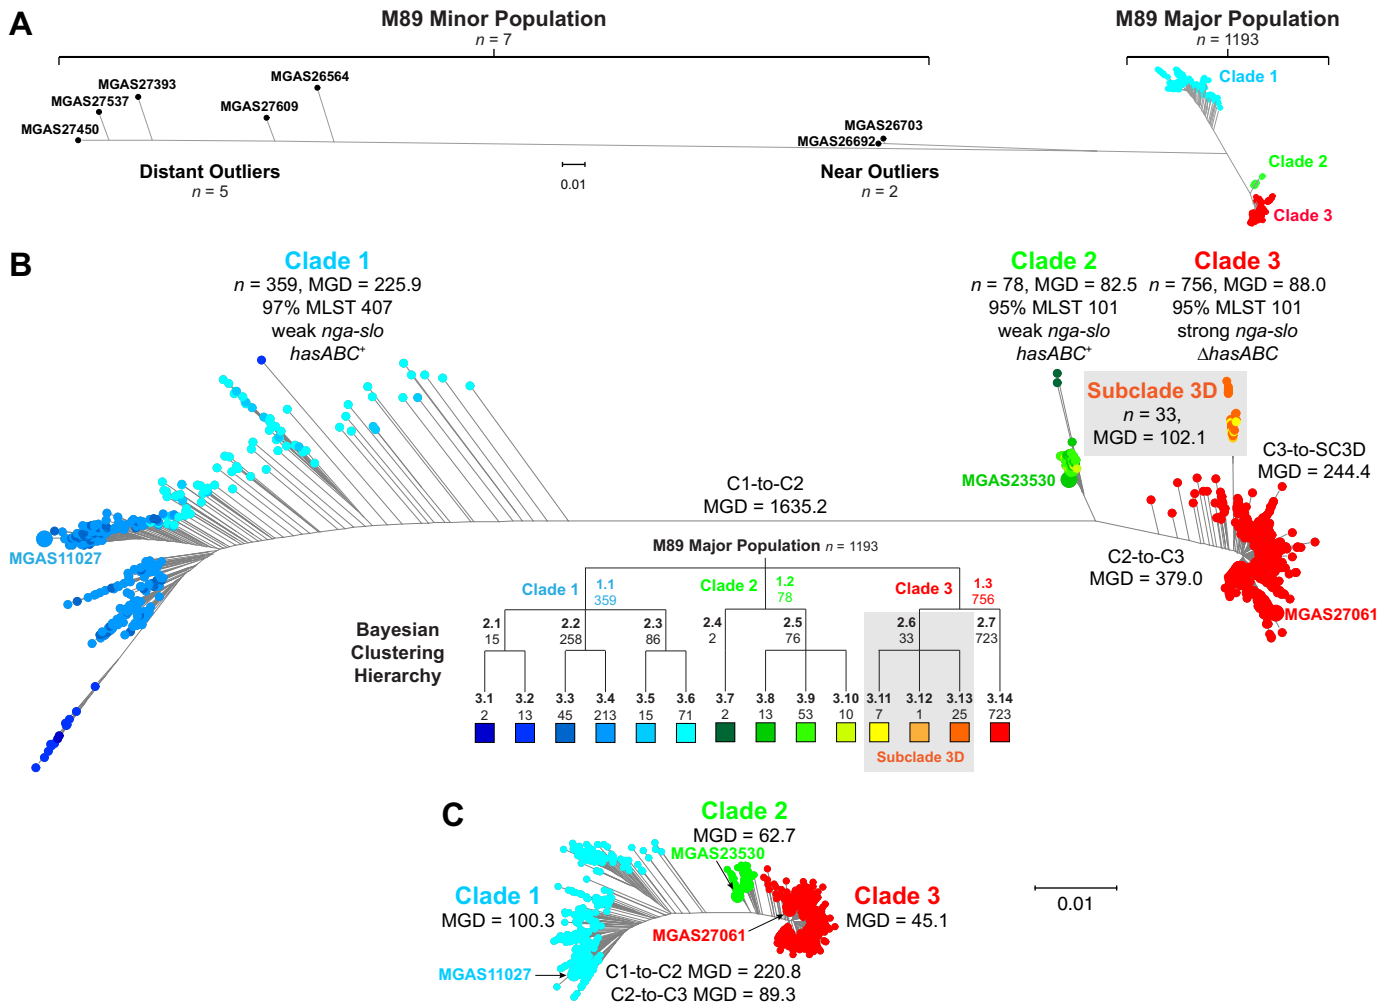 A
M89 Minor Population
n = 7
M89 Major Population
n = 1193
MGAS26564
MGAS27393
MGAS27537
MGAS27609
MGAS27450
MGAS26703
MGAS26692
Clade 1
Clade 2
Clade 3
Distant Outliers
n = 5
0.01
Near Outliers
n = 2
B
Clade 1
n = 359, MGD = 225.9
97% MLST 407
weak nga-slo
hasABC+
Clade 2
n = 78, MGD = 82.5
95% MLST 101
weak nga-slo
hasABC+
Clade 3
n = 756, MGD = 88.0
95% MLST 101
strong nga-slo
ΔhasABC
Subclade 3D
n = 33,
MGD = 102.1
C3-to-SC3D
MGD = 244.4
MGAS23530
C1-to-C2
MGD = 1635.2
MGAS11027
C2-to-C3
MGD = 379.0
MGAS27061
M89 Major Population n = 1193
Clade 1 1.1 359
Clade 2 1.2 78
Clade 3 1.3 756
Bayesian
Clustering
Hierarchy
2.1 2.2 2.3 2.4 2.5 2.6 2.7
15 258 86 2 76 33 723
3.1 3.2 3.3 3.4 3.5 3.6 3.7 3.8 3.9 3.10 3.11 3.12 3.13 3.14
2 13 45 213 15 71 2 13 53 10 7 1 25 723
Subclade 3D
C
Clade 2
MGD = 62.7
MGAS23530
Clade 1
MGD = 100.3
Clade 3
MGD = 45.1
MGAS27061
MGAS11027
C1-to-C2 MGD = 220.8
C2-to-C3 MGD = 89.3
0.01